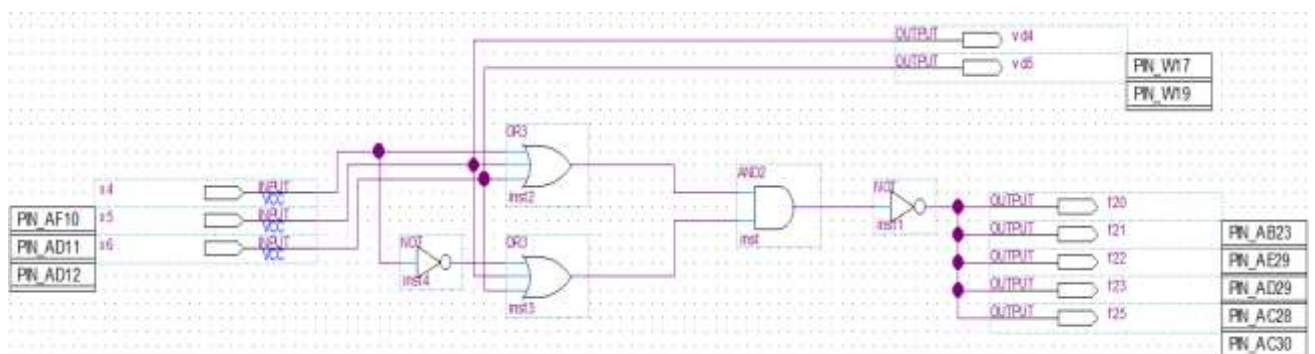 OUTPUT vd4
OUTPUT vd5
PIN_W17
PIN_W19
OR3
inst2
AND2
inst
NOT
inst1
x4 INPUT
VCC
x5 INPUT
VCC
x6 INPUT
VCC
PIN_AF10
PIN_AD11
PIN_AD12
NOT
inst4
OR3
inst3
OUTPUT f20
OUTPUT f21
OUTPUT f22
OUTPUT f23
OUTPUT f25
PIN_AB23
PIN_AE29
PIN_AD29
PIN_AC28
PIN_AC30